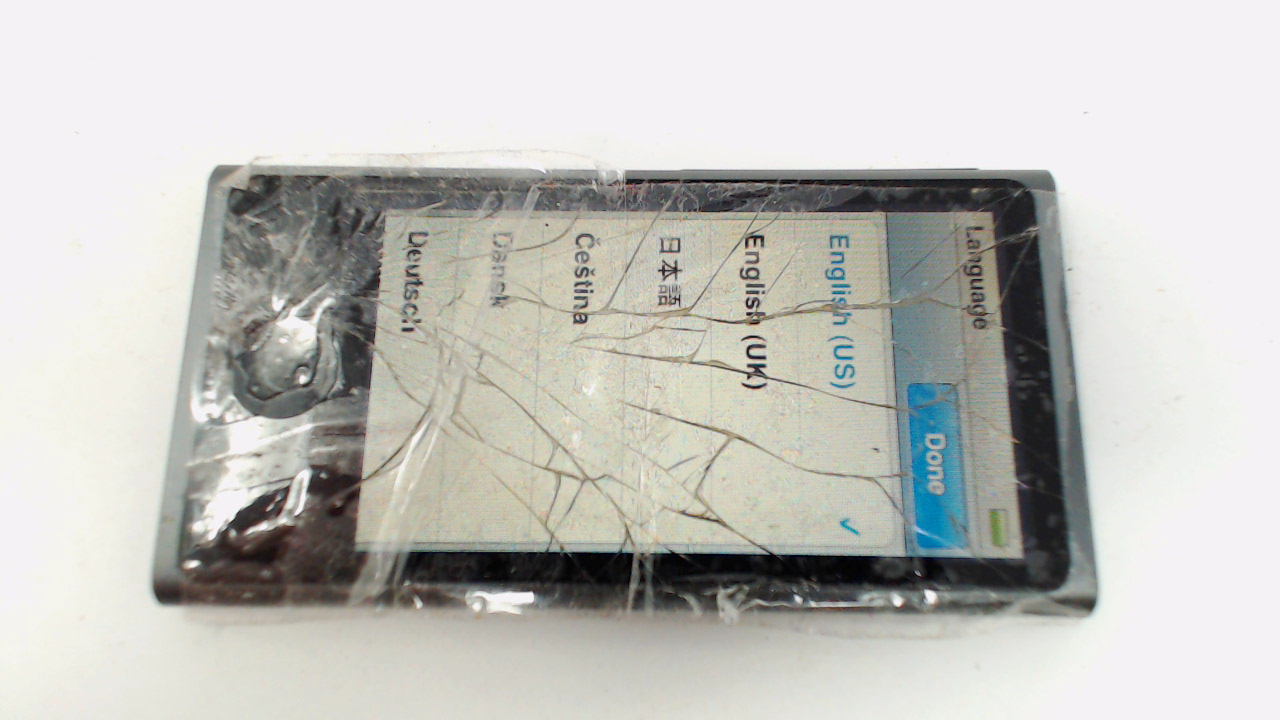 Language
Done
English (US)
English (UK)
日本語
Čeština
Dansk
Deutsch